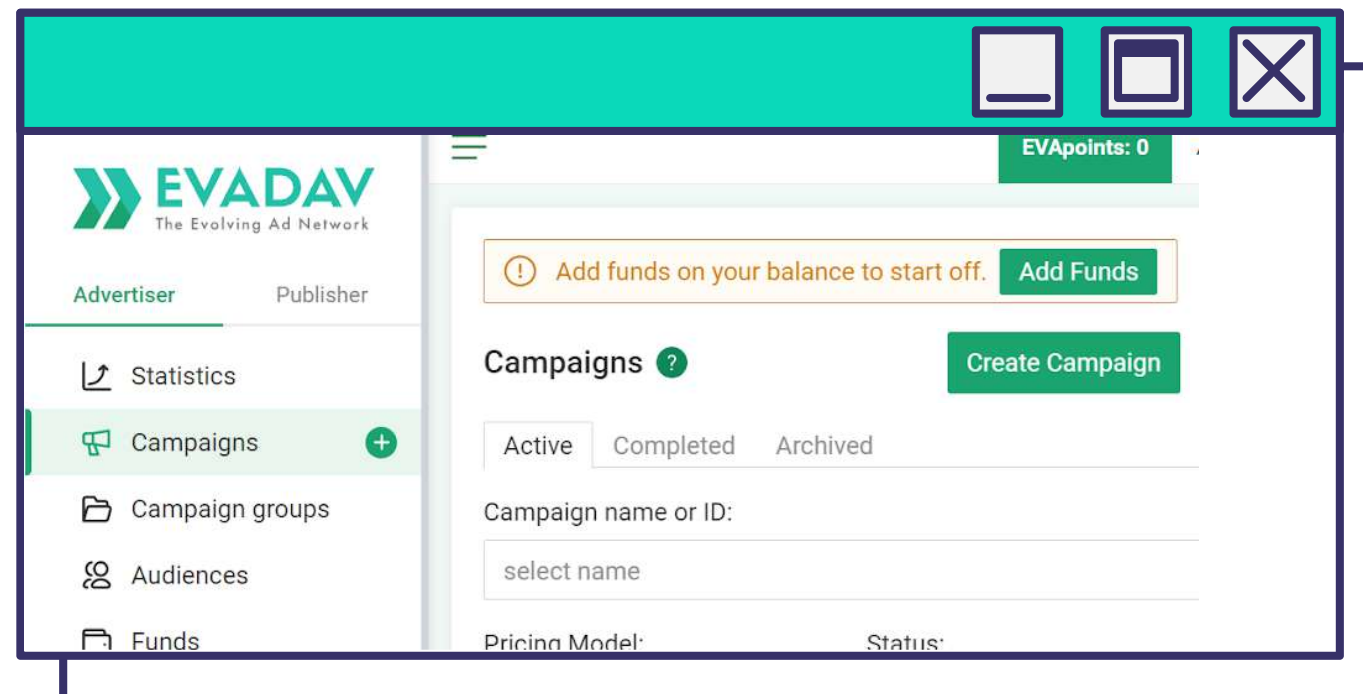 EVADAV
The Evolving Ad Network
Advertiser Publisher
Statistics
Campaigns
Campaign groups
Audiences
Funds
EVApoints: 0
Add funds on your balance to start off. Add Funds
Campaigns ? Create Campaign
Active Completed Archived
Campaign name or ID:
select name
Pricing Model: Status: